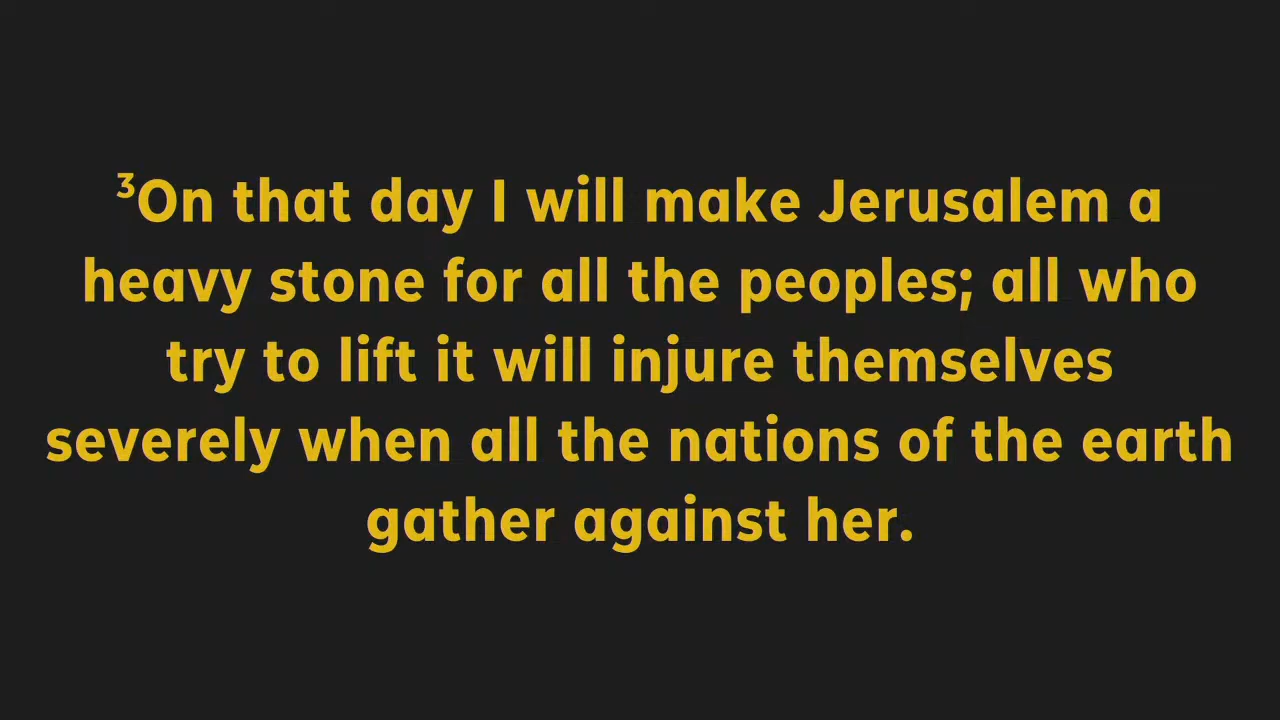 ³On that day I will make Jerusalem a
heavy stone for all the peoples; all who
try to lift it will injure themselves
severely when all the nations of the earth
gather against her.